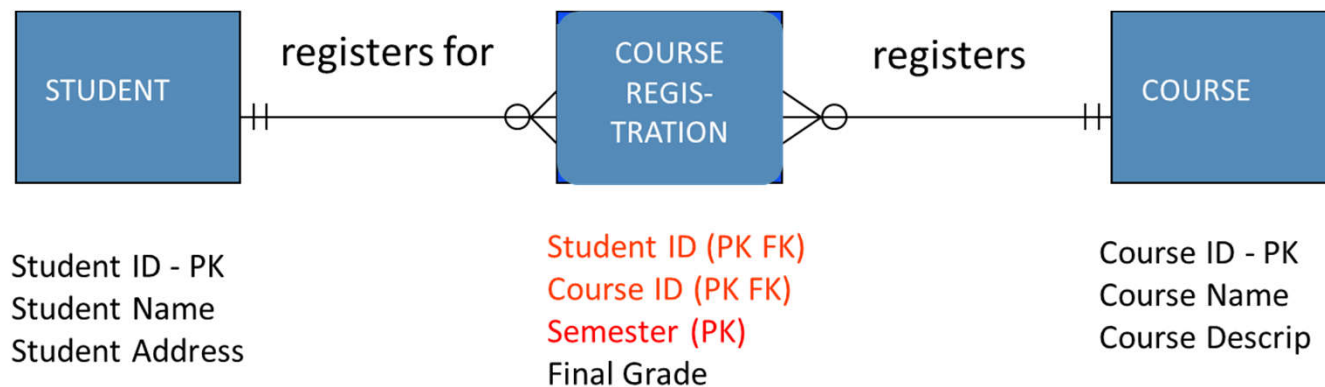 STUDENT
registers for
COURSE
REGIS-
TRATION
registers
COURSE
Student ID - PK
Student Name
Student Address
Student ID (PK FK)
Course ID (PK FK)
Semester (PK)
Final Grade
Course ID - PK
Course Name
Course Descrip